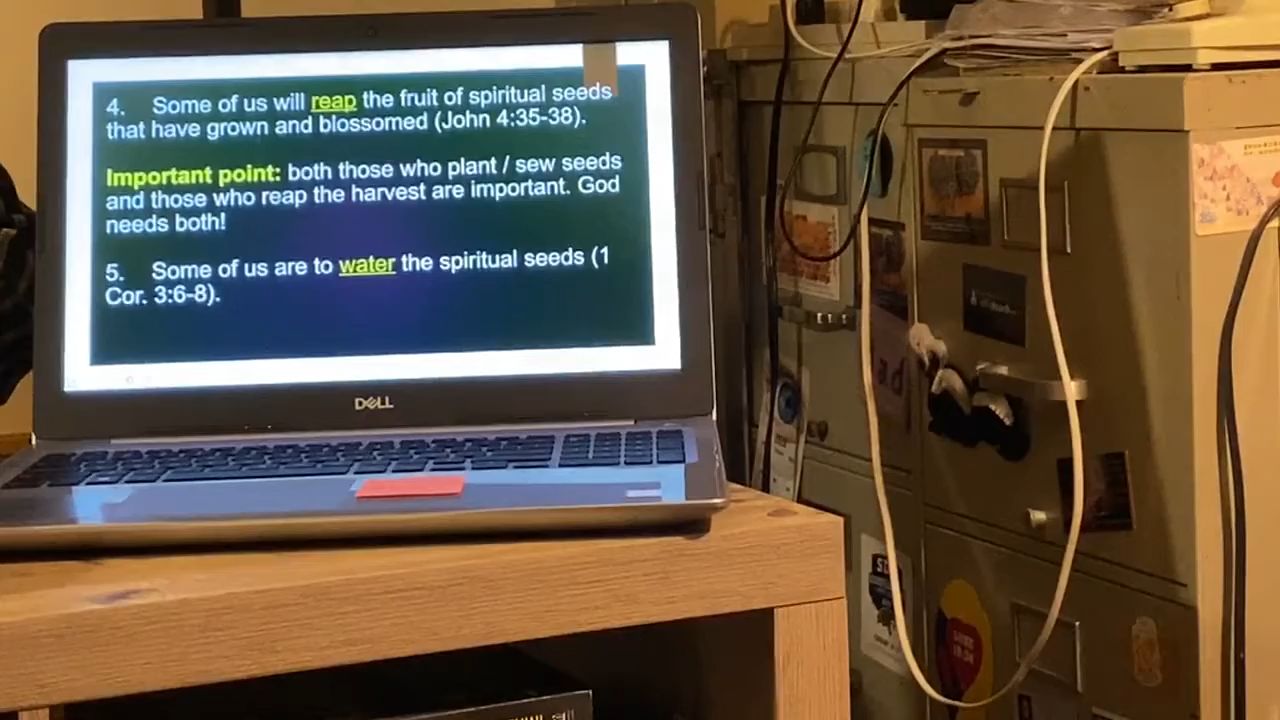 4. Some of us will reap the fruit of spiritual seeds
that have grown and blossomed (John 4:35-38).
Important point: both those who plant / sew seeds
and those who reap the harvest are important. God
needs both!
5. Some of us are to water the spiritual seeds (1
Cor. 3:6-8).
DELL